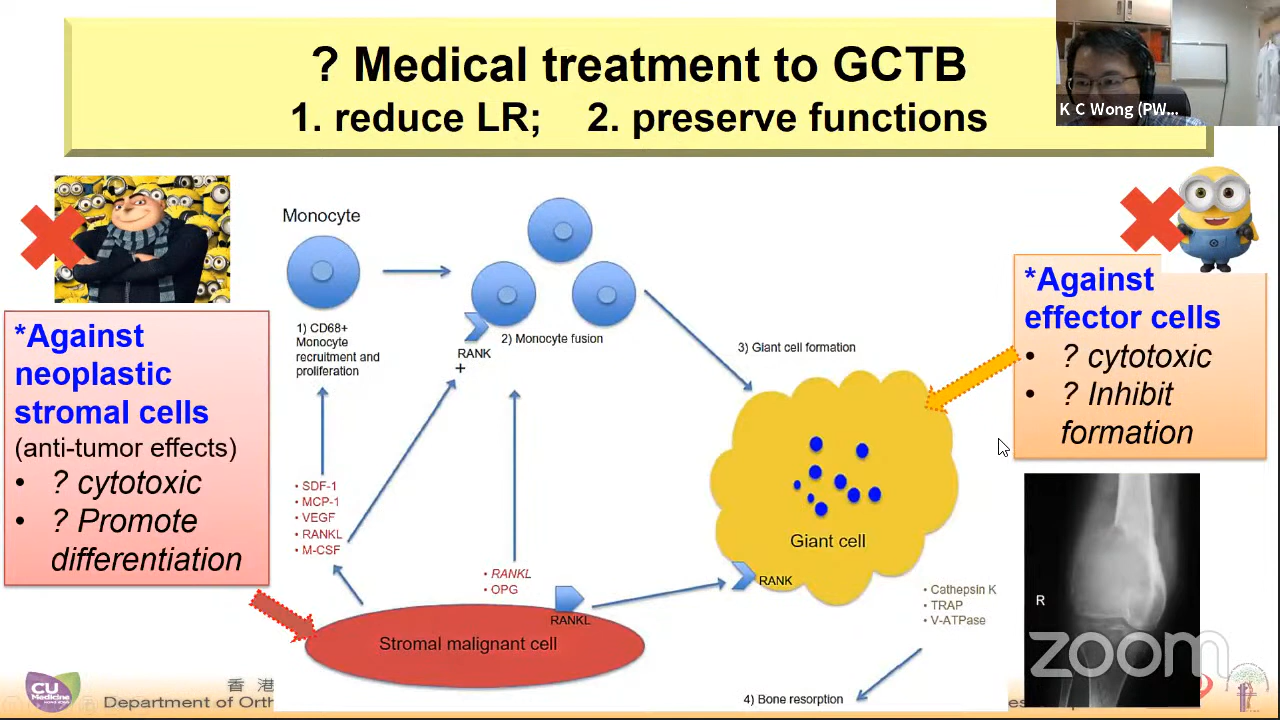 ? Medical treatment to GCTB
1. reduce LR; 2. preserve functions
K C Wong (PW...
*Against
neoplastic
stromal cells
(anti-tumor effects)
• ? cytotoxic
• ? Promote
differentiation
Monocyte
1) CD68+
Monocyte
recruitment and
proliferation
RANK
+
2) Monocyte fusion
3) Giant cell formation
• SDF-1
• MCP-1
• VEGF
• RANKL
• M-CSF
• RANKL
• OPG
RANKL
Stromal malignant cell
Giant cell
RANK
• Cathepsin K
• TRAP
• V-ATPase
4) Bone resorption
*Against
effector cells
• ? cytotoxic
• ? Inhibit
formation
R
zoom
CU
Medicine
香港
Department of Orth